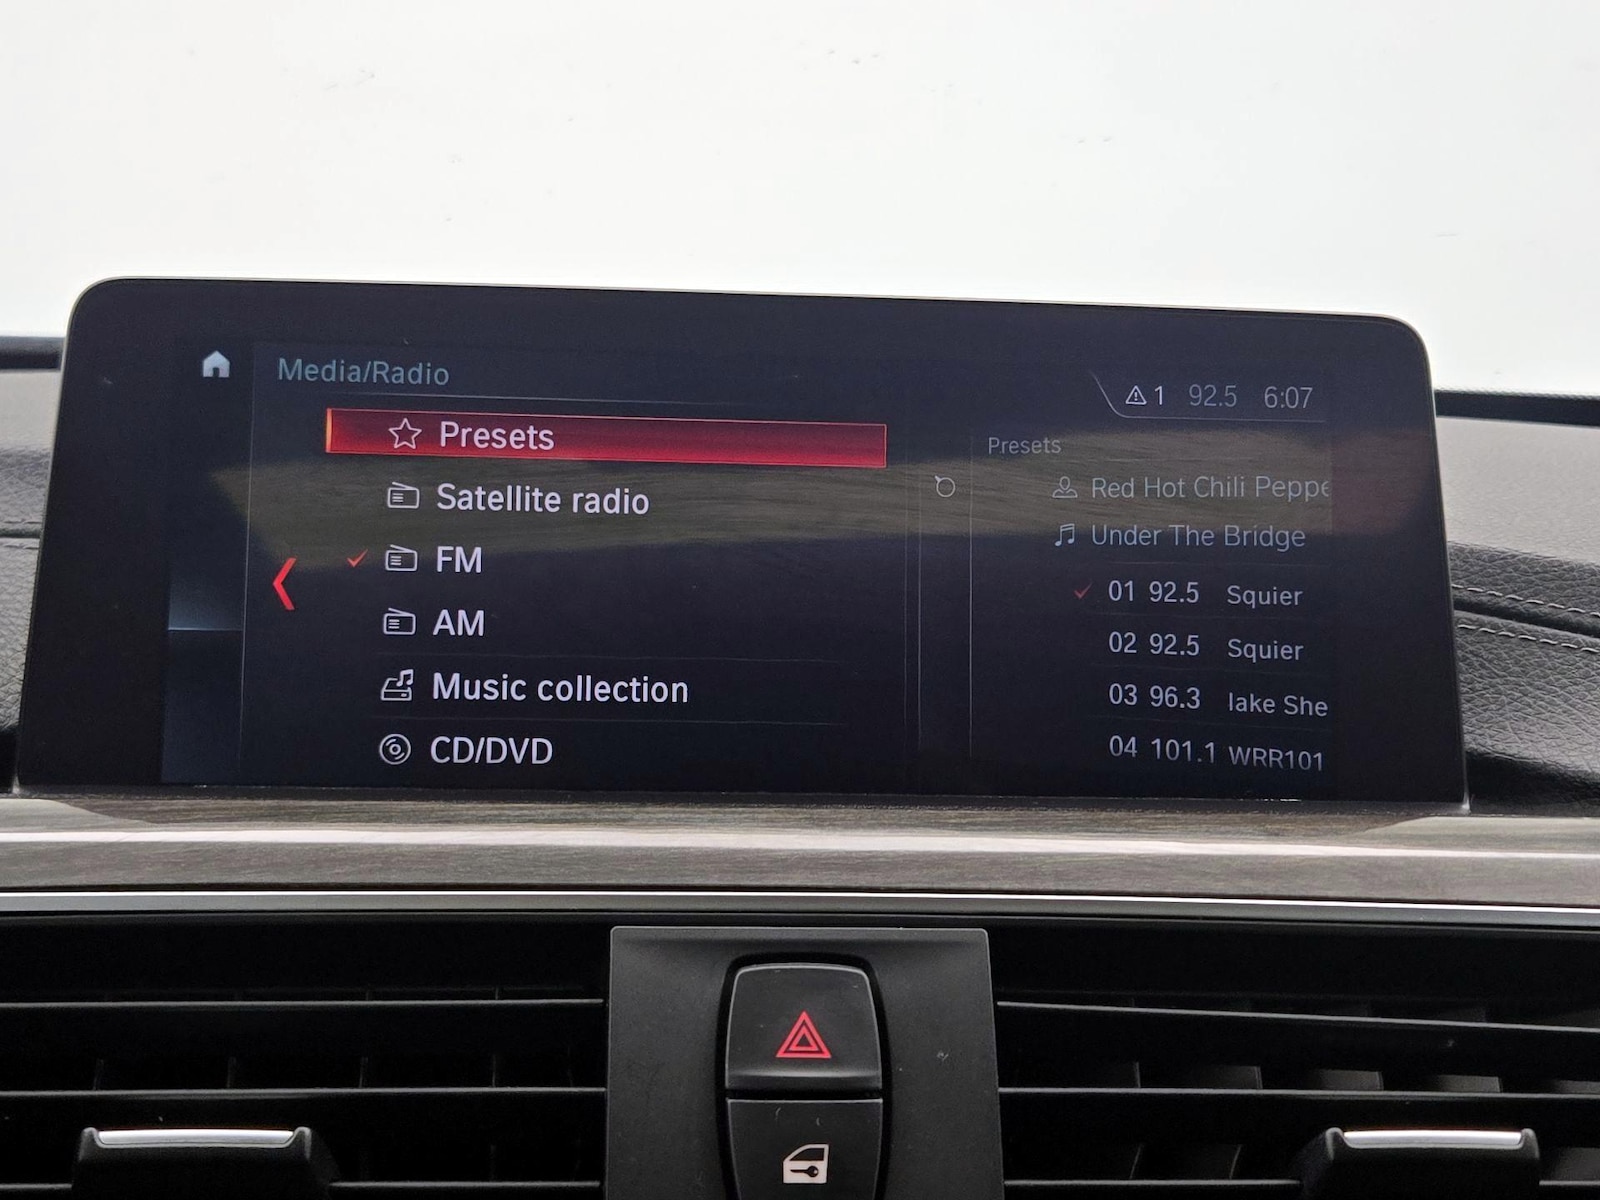 Media/Radio
1 92.5 6:07
Presets
Satellite radio
FM
AM
Music collection
CD/DVD
Presets
Red Hot Chili Peppe
Under The Bridge
01 92.5 Squier
02 92.5 Squier
03 96.3 lake She
04 101.1 WRR101